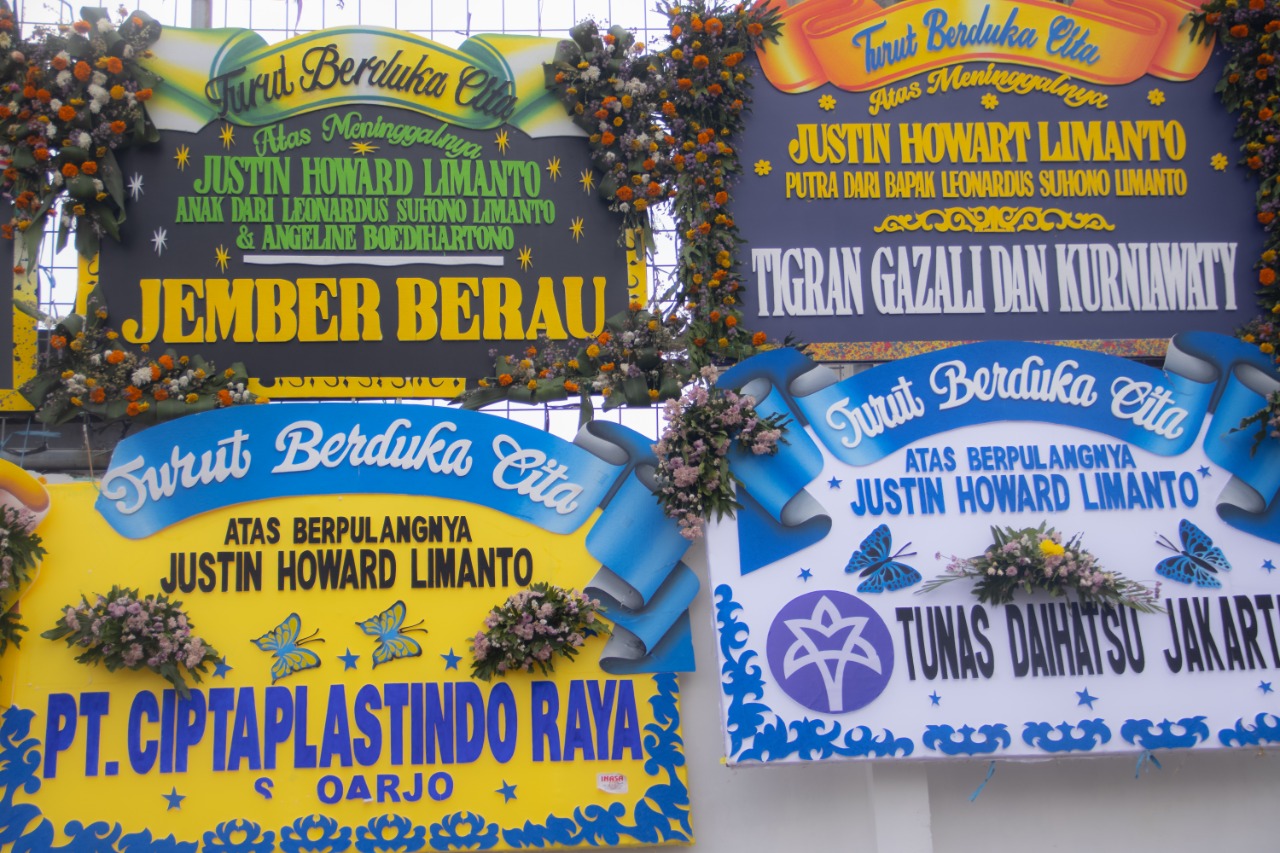 Turut Berduka Cita
Atas Meninggalnya
JUSTIN HOWARD LIMANTO
ANAK DARI LEONARDUS SUHONO LIMANTO
& ANGELINE BOEDIHARTONO
JEMBER BERAU
Turut Berduka Cita
Atas Meninggalnya
JUSTIN HOWART LIMANTO
PUTRA DARI BAPAK LEONARDUS SUHONO LIMANTO
TIGRAN GAZALI DAN KURNIAWATY
Turut Berduka Cita
ATAS BERPULANGNYA
JUSTIN HOWARD LIMANTO
PT. CIPTAPLASTINDO RAYA
S OARJO
Turut Berduka Cita
ATAS BERPULANGNYA
JUSTIN HOWARD LIMANTO
TUNAS DAIHATSU JAKART